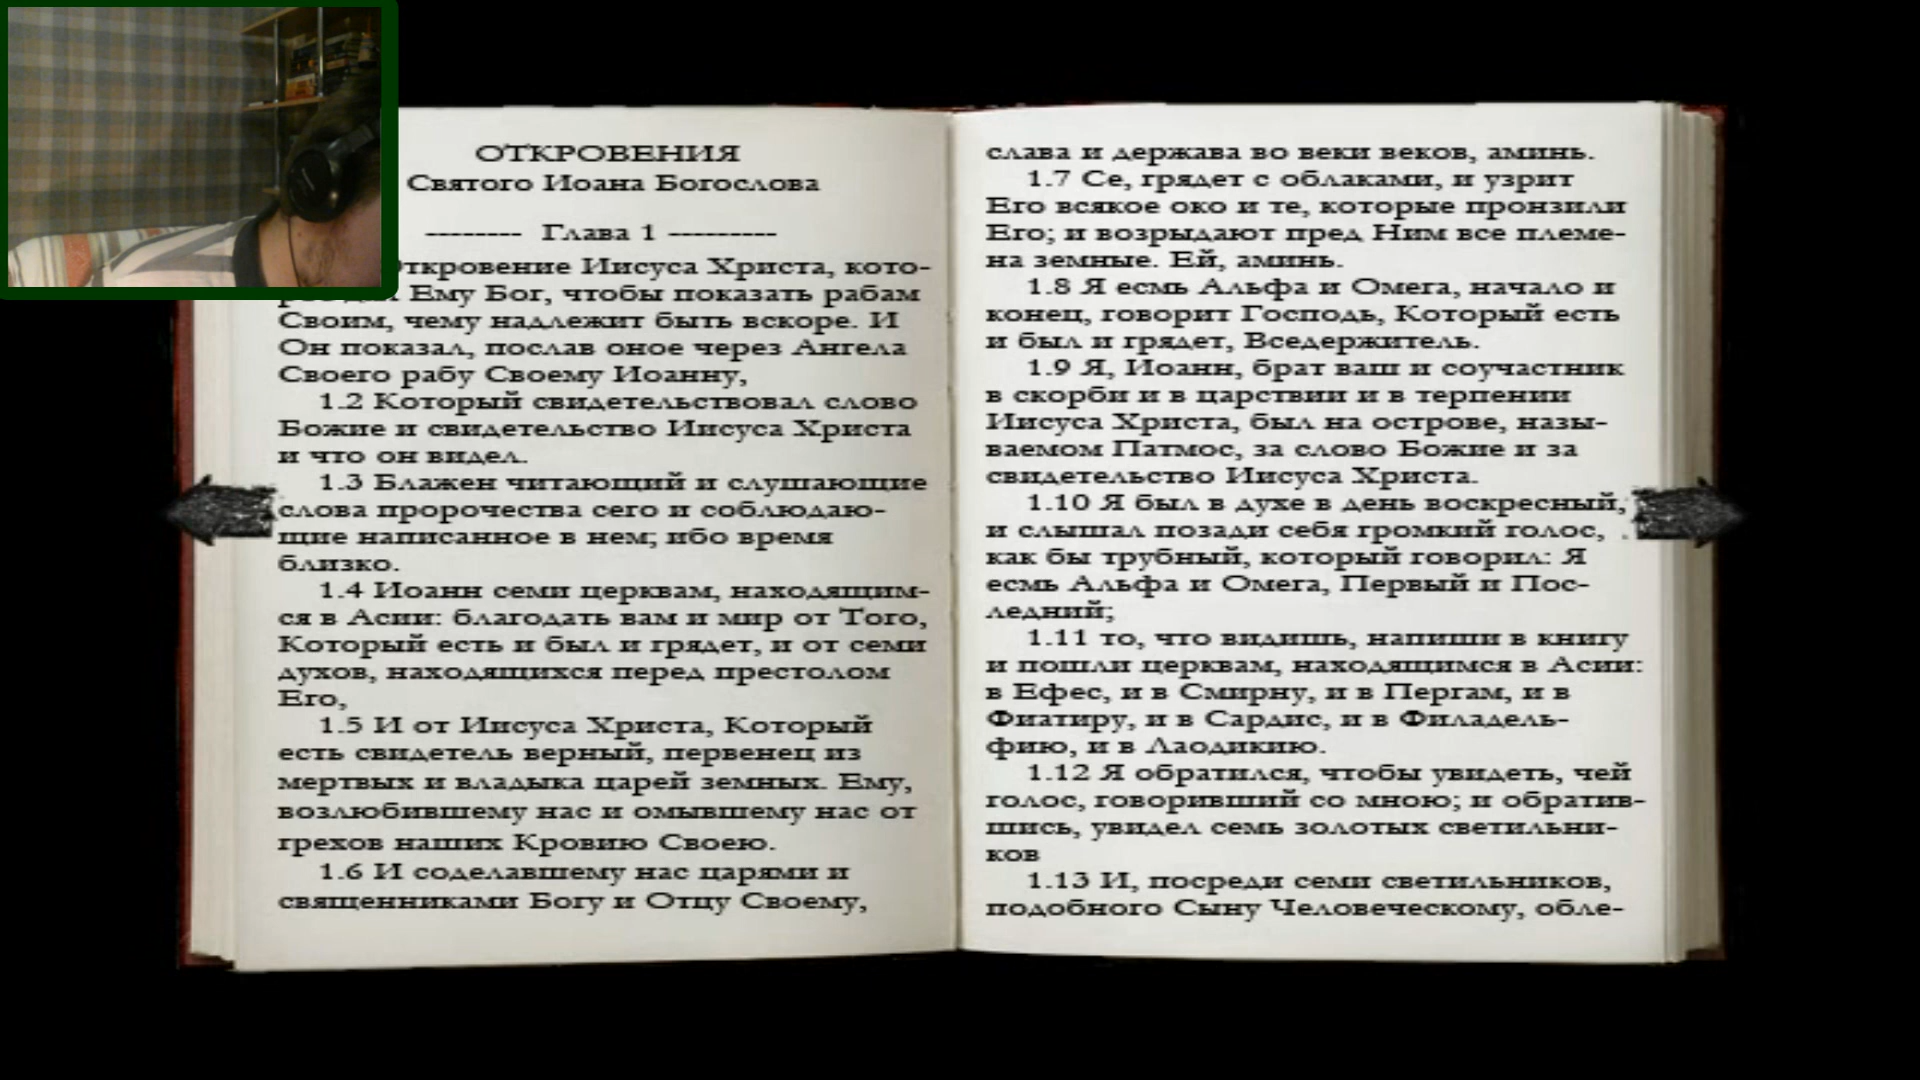 ОТКРОВЕНИЯ
Святого Иоана Богослова
-------- Глава 1 ---------
Откровение Иисуса Христа, кото-
Ему Бог, чтобы показать рабам
Своим, чему надлежит быть вскоре. И
Он показал, послав оное через Ангела
Своего рабу Своему Иоанну,
1.2 Который свидетельствовал слово
Божие и свидетельство Иисуса Христа
и что он видел.
1.3 Блажен читающий и слушающие
слова пророчества сего и соблюдаю-
щие написанное в нем; ибо время
близко.
1.4 Иоанн семи церквам, находящим-
ся в Асии: благодать вам и мир от Того,
Который есть и был и грядет, и от семи
духов, находящихся перед престолом
Его,
1.5 И от Иисуса Христа, Который
есть свидетель верный, первенец из
мертвых и владыка царей земных. Ему,
возлюбившему нас и омывшему нас от
грехов наших Кровию Своею.
1.6 И соделавшему нас царями и
священниками Богу и Отцу Своему,
слава и держава во веки веков, аминь.
1.7 Се, грядет с облаками, и узрит
Его всякое око и те, которые пронзили
Его; и возрыдают пред Ним все племе-
на земные. Ей, аминь.
1.8 Я есмь Альфа и Омега, начало и
конец, говорит Господь, Который есть
и был и грядет, Вседержитель.
1.9 Я, Иоанн, брат ваш и соучастник
в скорби и в царствии и в терпении
Иисуса Христа, был на острове, назы-
ваемом Патмос, за слово Божие и за
свидетельство Иисуса Христа.
1.10 Я был в духе в день воскресный,
и слышал позади себя громкий голос,
как бы трубный, который говорил: Я
есмь Альфа и Омега, Первый и Пос-
ледний;
1.11 то, что видишь, напиши в книгу
и пошли церквам, находящимся в Асии:
в Ефес, и в Смирну, и в Пергам, и в
Фиатиру, и в Сардис, и в Филадель-
фию, и в Лаодикию.
1.12 Я обратился, чтобы увидеть, чей
голос, говоривший со мною; и обратив-
шись, увидел семь золотых светильни-
ков
1.13 И, посреди семи светильников,
подобного Сыну Человеческому, обле-